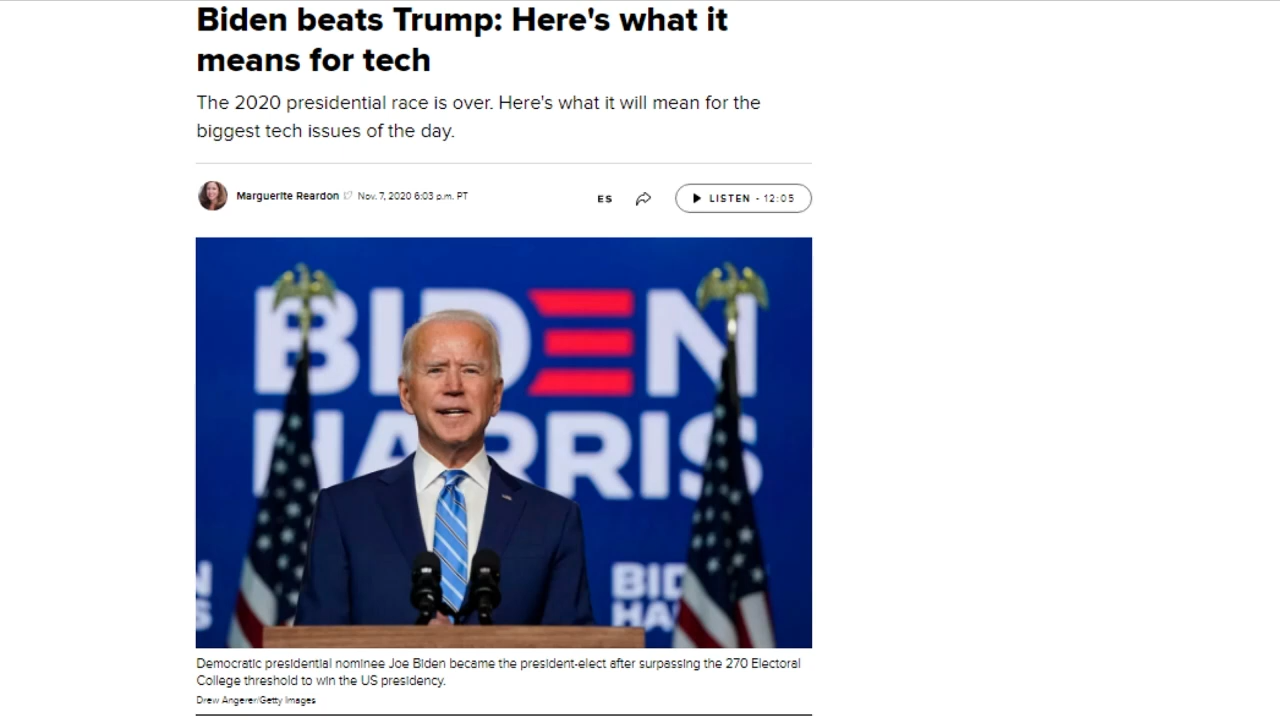 Biden beats Trump: Here's what it
means for tech
The 2020 presidential race is over. Here's what it will mean for the
biggest tech issues of the day.
Marguerite Reardon Nov. 7, 2020 6:03 p.m. PT
ES
LISTEN - 12:05
BIDEN
HARRIS
N
S
BID
HA
Democratic presidential nominee Joe Biden became the president-elect after surpassing the 270 Electoral
College threshold to win the US presidency.
Drew Angerer/Getty Images